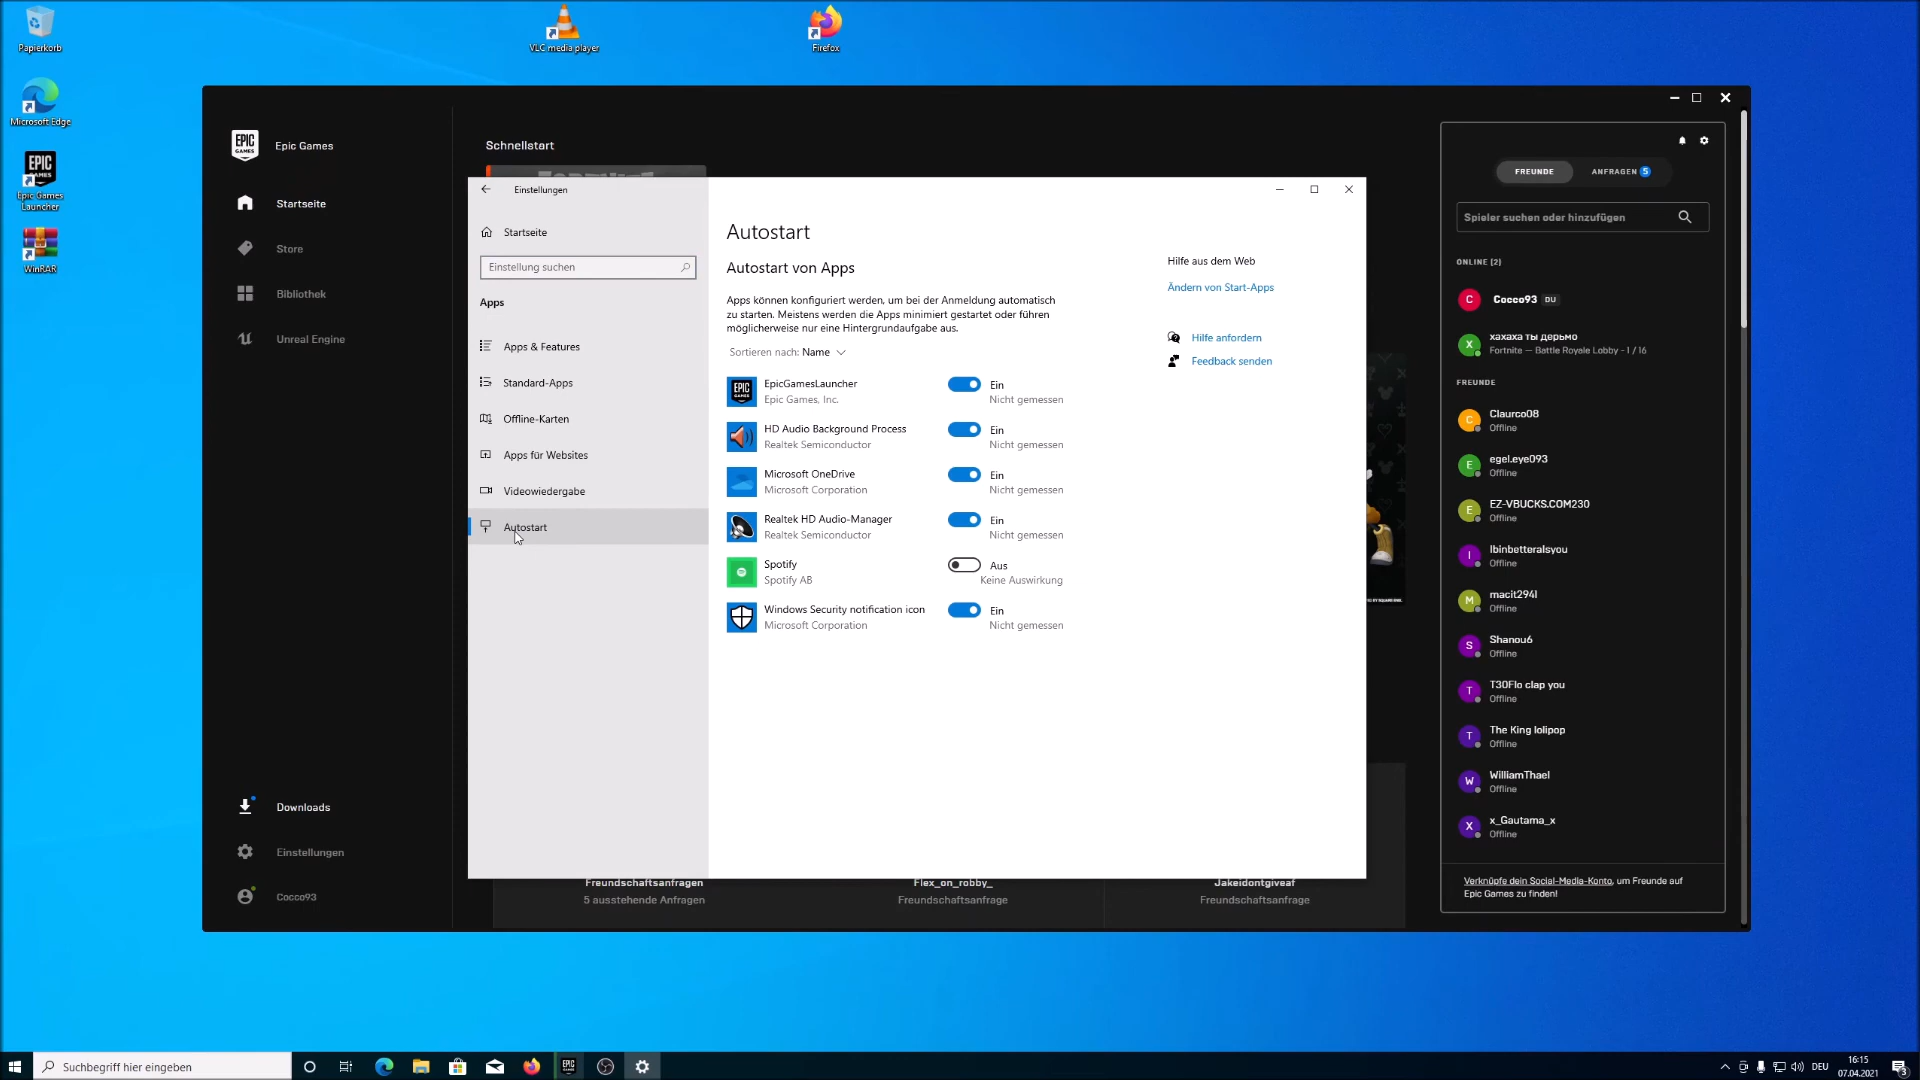 Papierkorb
VLC media player
Firefox
Microsoft Edge
EPIC
GAMES
Epic Games
Launcher
WinRAR
EPIC
GAMES
Epic Games
Startseite
Store
Bibliothek
Unreal Engine
Downloads
Einstellungen
Cocco93
Schnellstart
Einstellungen
Startseite
Einstellung suchen
Apps
Apps & Features
Standard-Apps
Offline-Karten
Apps für Websites
Videowiedergabe
Autostart
Autostart
Autostart von Apps
Apps können konfiguriert werden, um bei der Anmeldung automatisch
zu starten. Meistens werden die Apps minimiert gestartet oder führen
möglicherweise nur eine Hintergrundaufgabe aus.
Sortieren nach: Name
EPIC
GAMES
EpicGamesLauncher
Epic Games, Inc.
Ein
Nicht gemessen
HD Audio Background Process
Realtek Semiconductor
Ein
Nicht gemessen
Microsoft OneDrive
Microsoft Corporation
Ein
Nicht gemessen
Realtek HD Audio-Manager
Realtek Semiconductor
Ein
Nicht gemessen
Spotify
Spotify AB
Aus
Keine Auswirkung
Windows Security notification icon
Microsoft Corporation
Ein
Nicht gemessen
Hilfe aus dem Web
Ändern von Start-Apps
Hilfe anfordern
Feedback senden
Freundschaftsanfragen
5 ausstehende Anfragen
Flex_on_robby_
Freundschaftsanfrage
Jakeidontgiveaf
Freundschaftsanfrage
FREUNDE
ANFRAGEN 5
Spieler suchen oder hinzufügen
ONLINE (2)
C
Cocco93 DU
X
хахаха ты дерьмо
Fortnite — Battle Royale Lobby - 1 / 16
FREUNDE
C
Claurco08
Offline
E
egel.eye093
Offline
E
EZ-VBUCKS.COM230
Offline
I
Ibinbetteralsyou
Offline
M
macit294l
Offline
S
Shanou6
Offline
T
T30Flo clap you
Offline
T
The King lolipop
Offline
W
WilliamThael
Offline
X
x_Gautama_x
Offline
Verknüpfe dein Social-Media-Konto, um Freunde auf
Epic Games zu finden!
Suchbegriff hier eingeben
EPIC
GAMES
DEU
16:15
07.04.2021
3